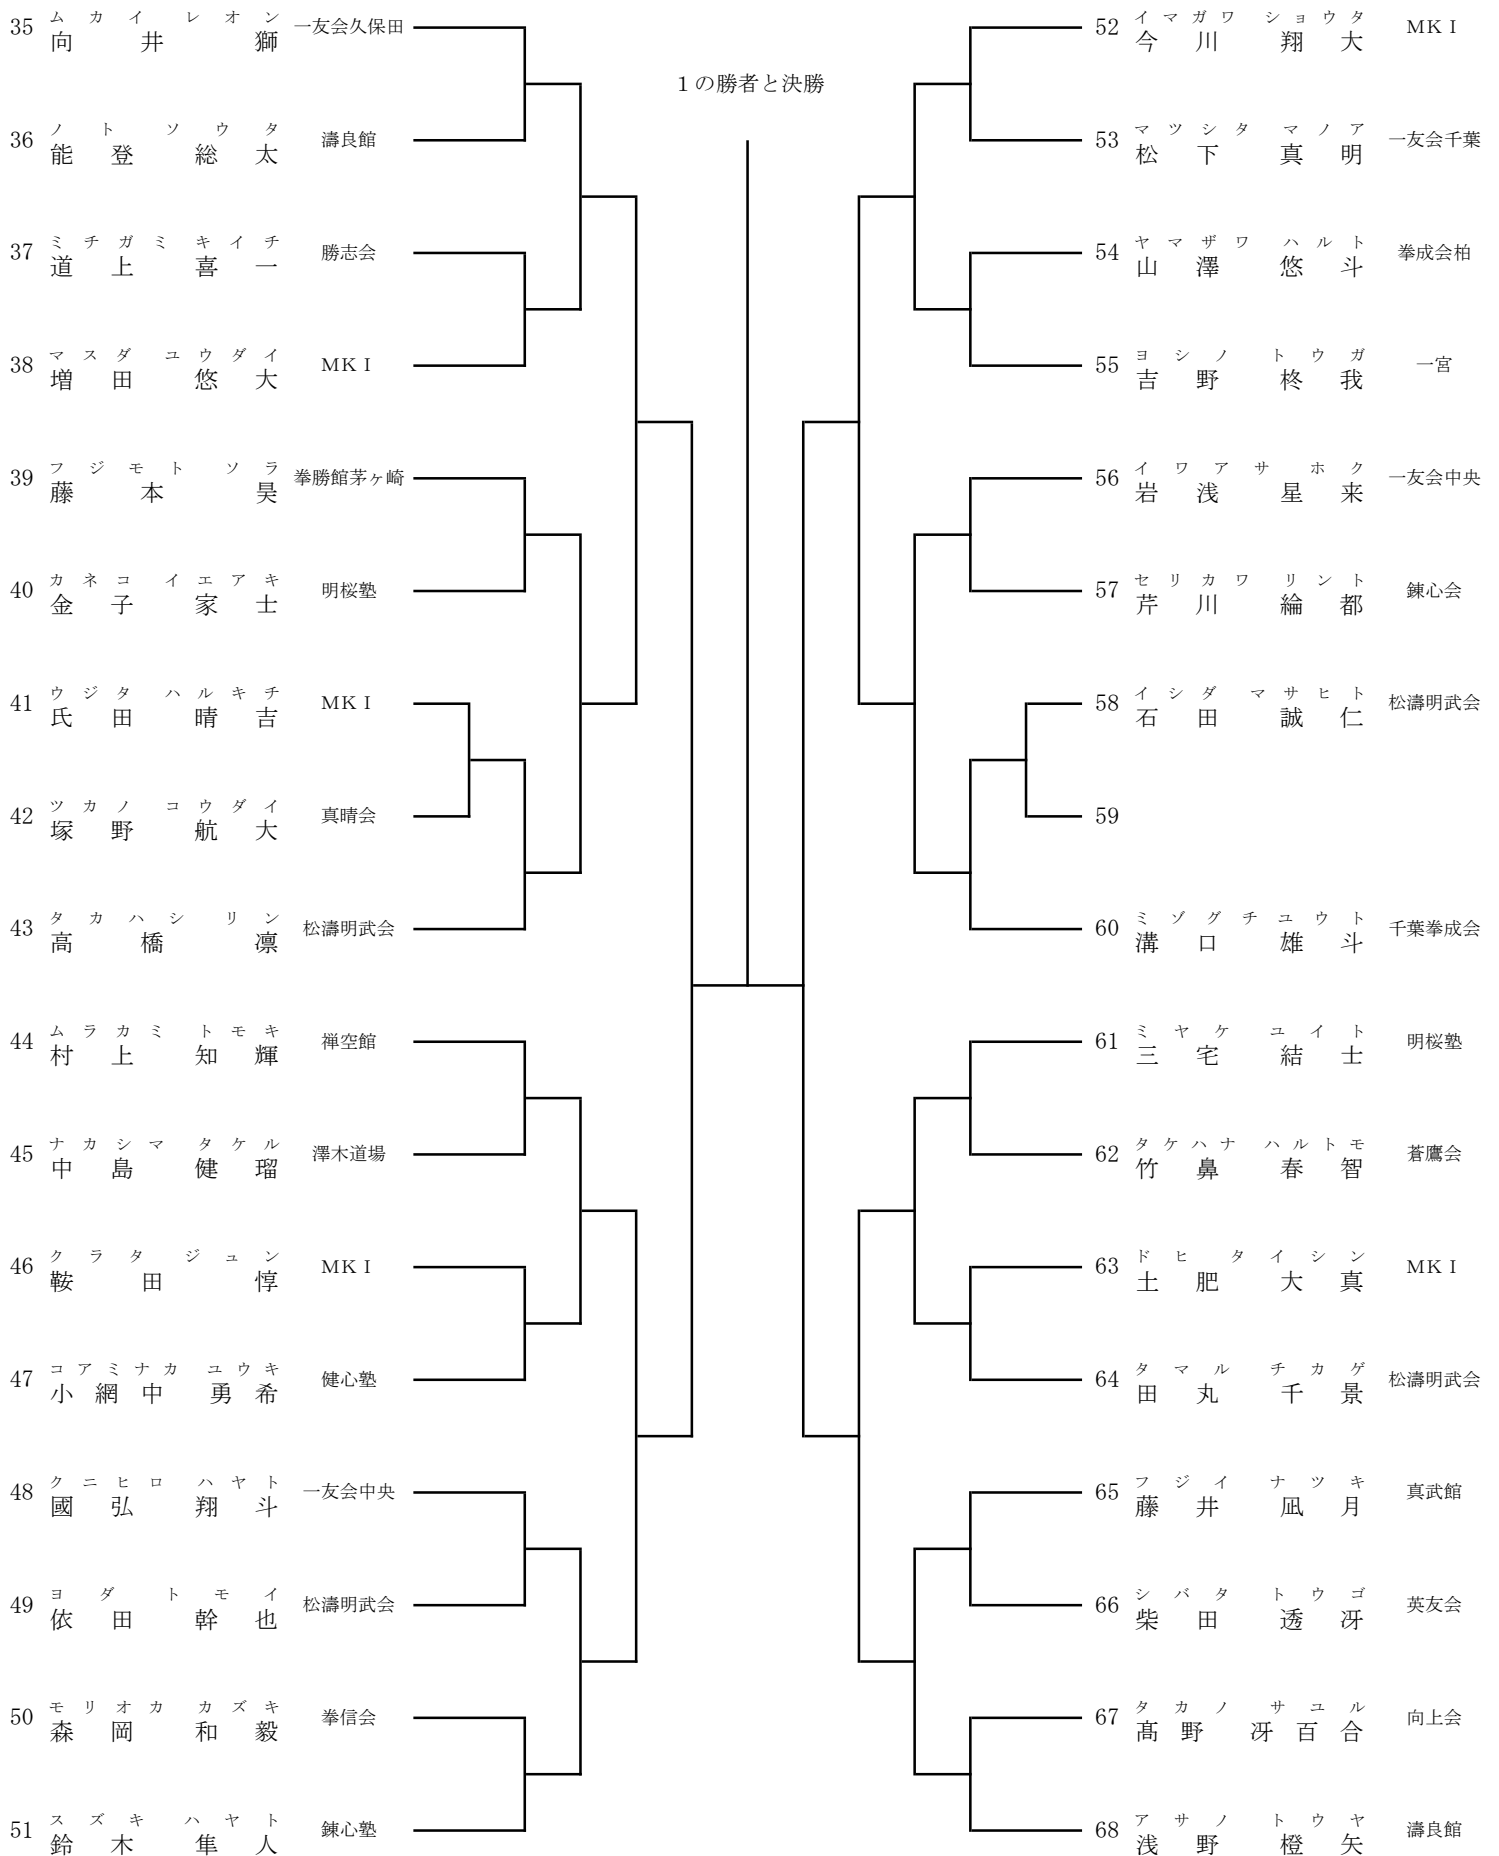 １の勝者と決勝
ムカイ レオン
35 向井 獅 一友会久保田
ノト ソウタ
36 能登 総太 濤良館
ミチガミ キイチ
37 道上 喜一 勝志会
マスダ ユウダイ
38 増田 悠大 MKI
フジモト ソラ
39 藤本 昊 拳勝館茅ヶ崎
カネコ イエアキ
40 金子 家士 明桜塾
ウジタ ハルキチ
41 氏田 晴吉 MKI
ツカノ コウダイ
42 塚野 航大 真晴会
タカハシ リン
43 高橋 凛 松濤明武会
ムラカミ トモキ
44 村上 知輝 禅空館
ナカシマ タケル
45 中島 健瑠 澤木道場
クラタ ジュン
46 鞍田 惇 MKI
コアミナカ ユウキ
47 小網中 勇希 健心塾
クニヒロ ハヤト
48 國弘 翔斗 一友会中央
ヨダ トモイ
49 依田 幹也 松濤明武会
モリオカ カズキ
50 森岡 和毅 拳信会
スズキ ハヤト
51 鈴木 隼人 錬心塾
イマガワ ショウタ
52 今川 翔大 MKI
マツシタ マノア
53 松下 真明 一友会千葉
ヤマザワ ハルト
54 山澤 悠斗 拳成会柏
ヨシノ トウガ
55 吉野 柊我 一宮
イワアサ ホク
56 岩浅 星来 一友会中央
セリカワ リント
57 芹川 綸都 錬心会
イシダ マサヒト
58 石田 誠仁 松濤明武会
59
ミゾグチ ユウト
60 溝口 雄斗 千葉拳成会
ミヤケ ユイト
61 三宅 結士 明桜塾
タケハナ ハルトモ
62 竹鼻 春智 蒼鷹会
ドヒ タイシン
63 土肥 大真 MKI
タマル チカゲ
64 田丸 千景 松濤明武会
フジイ ナツキ
65 藤井 凪月 真武館
シバタ トウゴ
66 柴田 透冴 英友会
タカノ サユル
67 髙野 冴百合 向上会
アサノ トウヤ
68 浅野 橙矢 濤良館